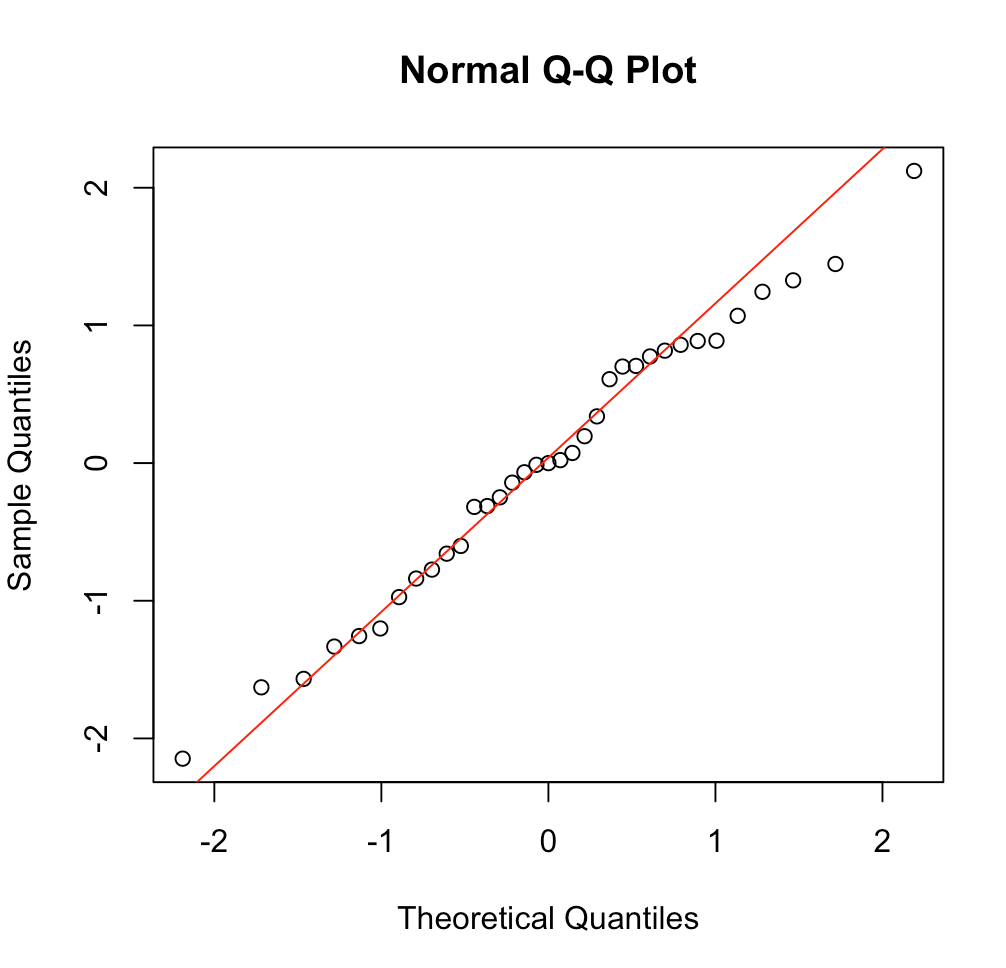 Normal Q-Q Plot
2
1
0
-1
-2
Sample Quantiles
-2 -1 0 1 2
Theoretical Quantiles